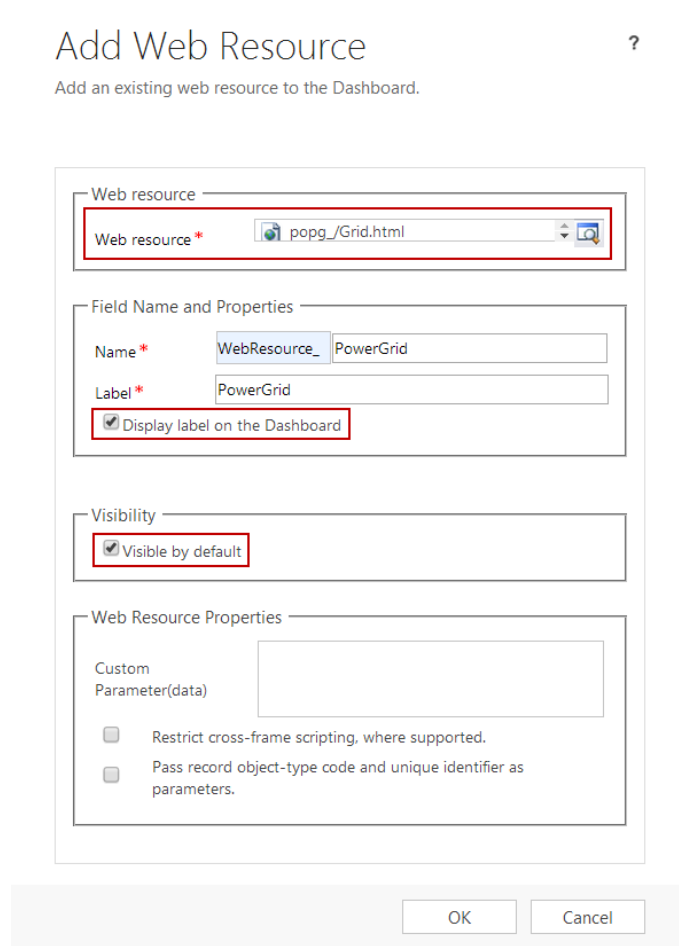 Add Web Resource
?
Add an existing web resource to the Dashboard.
Web resource
Web resource* popg_/Grid.html
Field Name and Properties
Name* WebResource_ PowerGrid
Label* PowerGrid
Display label on the Dashboard
Visibility
Visible by default
Web Resource Properties
Custom
Parameter(data)
Restrict cross-frame scripting, where supported.
Pass record object-type code and unique identifier as
parameters.
OK Cancel